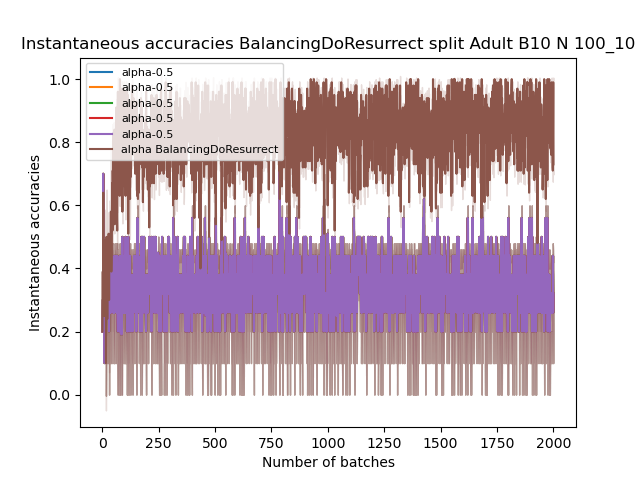 Instantaneous accuracies BalancingDoResurrect split Adult B10 N 100_10
alpha-0.5
alpha-0.5
alpha-0.5
alpha-0.5
alpha-0.5
alpha BalancingDoResurrect
1.0
0.8
0.6
0.4
0.2
0.0
Instantaneous accuracies
0 250 500 750 1000 1250 1500 1750 2000
Number of batches